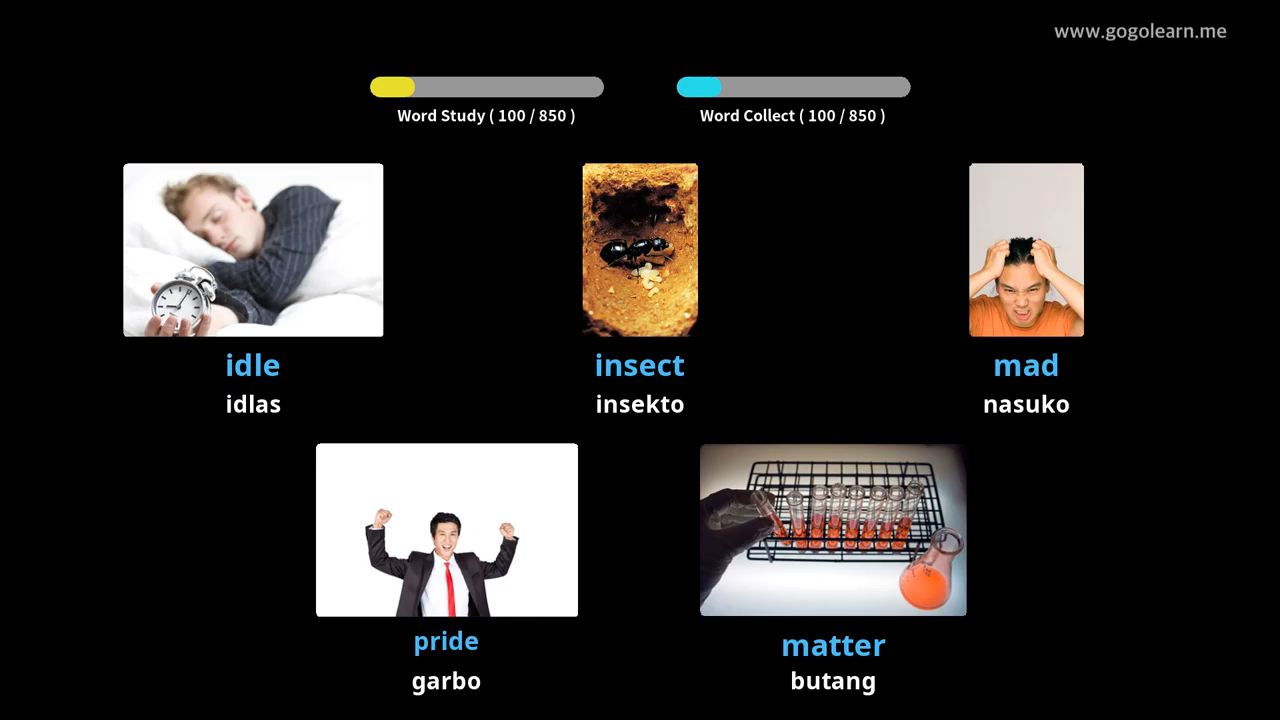 www.gogolearn.me
Word Study ( 100 / 850 )
Word Collect ( 100 / 850 )
idle
idlas
insect
insekto
mad
nasuko
pride
garbo
matter
butang